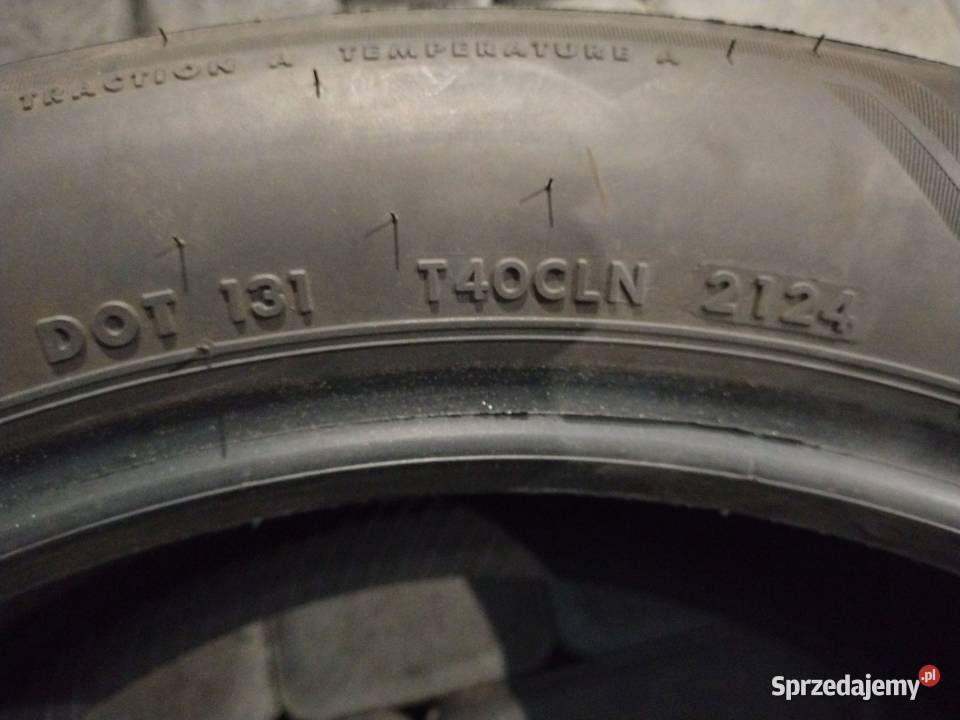 TRACTION A TEMPERATURE A
DOT 131 T40CLN 2124
Sprzedajemy.pl